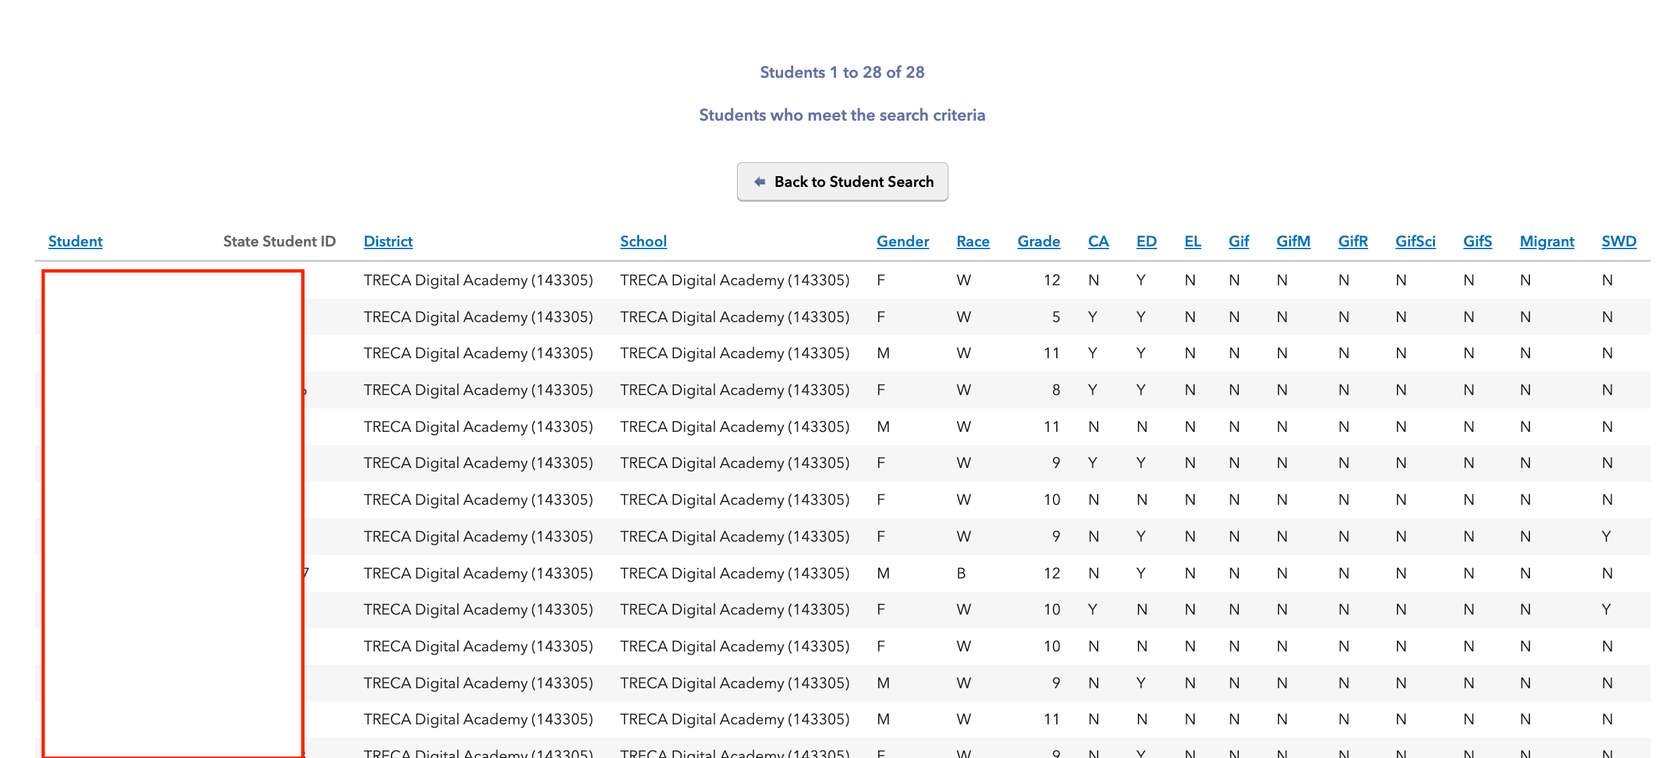 Students 1 to 28 of 28
Students who meet the search criteria
Back to Student Search
Student State Student ID District School Gender Race Grade CA ED EL Gif GifM GifR GifSci GifS Migrant SWD
TRECA Digital Academy (143305) TRECA Digital Academy (143305) F W 12 N Y N N N N N N N N
TRECA Digital Academy (143305) TRECA Digital Academy (143305) F W 5 Y Y N N N N N N N N
TRECA Digital Academy (143305) TRECA Digital Academy (143305) M W 11 Y Y N N N N N N N N
TRECA Digital Academy (143305) TRECA Digital Academy (143305) F W 8 Y Y N N N N N N N N
TRECA Digital Academy (143305) TRECA Digital Academy (143305) M W 11 N N N N N N N N N N
TRECA Digital Academy (143305) TRECA Digital Academy (143305) F W 9 Y Y N N N N N N N N
TRECA Digital Academy (143305) TRECA Digital Academy (143305) F W 10 N N N N N N N N N N
TRECA Digital Academy (143305) TRECA Digital Academy (143305) F W 9 N Y N N N N N N N Y
7 TRECA Digital Academy (143305) TRECA Digital Academy (143305) M B 12 N Y N N N N N N N N
TRECA Digital Academy (143305) TRECA Digital Academy (143305) F W 10 Y N N N N N N N N Y
TRECA Digital Academy (143305) TRECA Digital Academy (143305) F W 10 N N N N N N N N N N
TRECA Digital Academy (143305) TRECA Digital Academy (143305) M W 9 N Y N N N N N N N N
TRECA Digital Academy (143305) TRECA Digital Academy (143305) M W 11 N N N N N N N N N N
TRECA Digital Academy (143305) TRECA Digital Academy (143305) F W 9 N Y N N N N N N N N